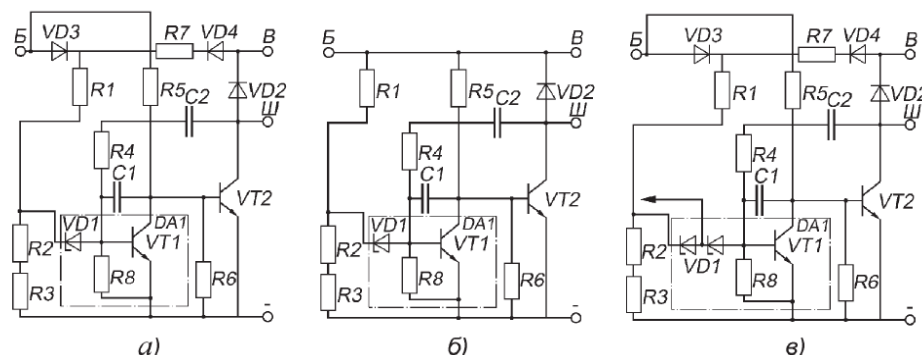 Б VD3 R7 VD4 В
R1 R5 VD2
C2 Ш
R4
C1
VT2
VD1 DA1
VT1
R2
R8 R6
R3
-
а)
Б В
R1 R5 VD2
C2 Ш
R4
C1
VT2
VD1 DA1
VT1
R2
R8 R6
R3
-
б)
Б VD3 R7 VD4 В
R1 R5 VD2
C2 Ш
R4
C1
VT2
DA1
VT1
R2 VD1
R8 R6
R3
-
в)